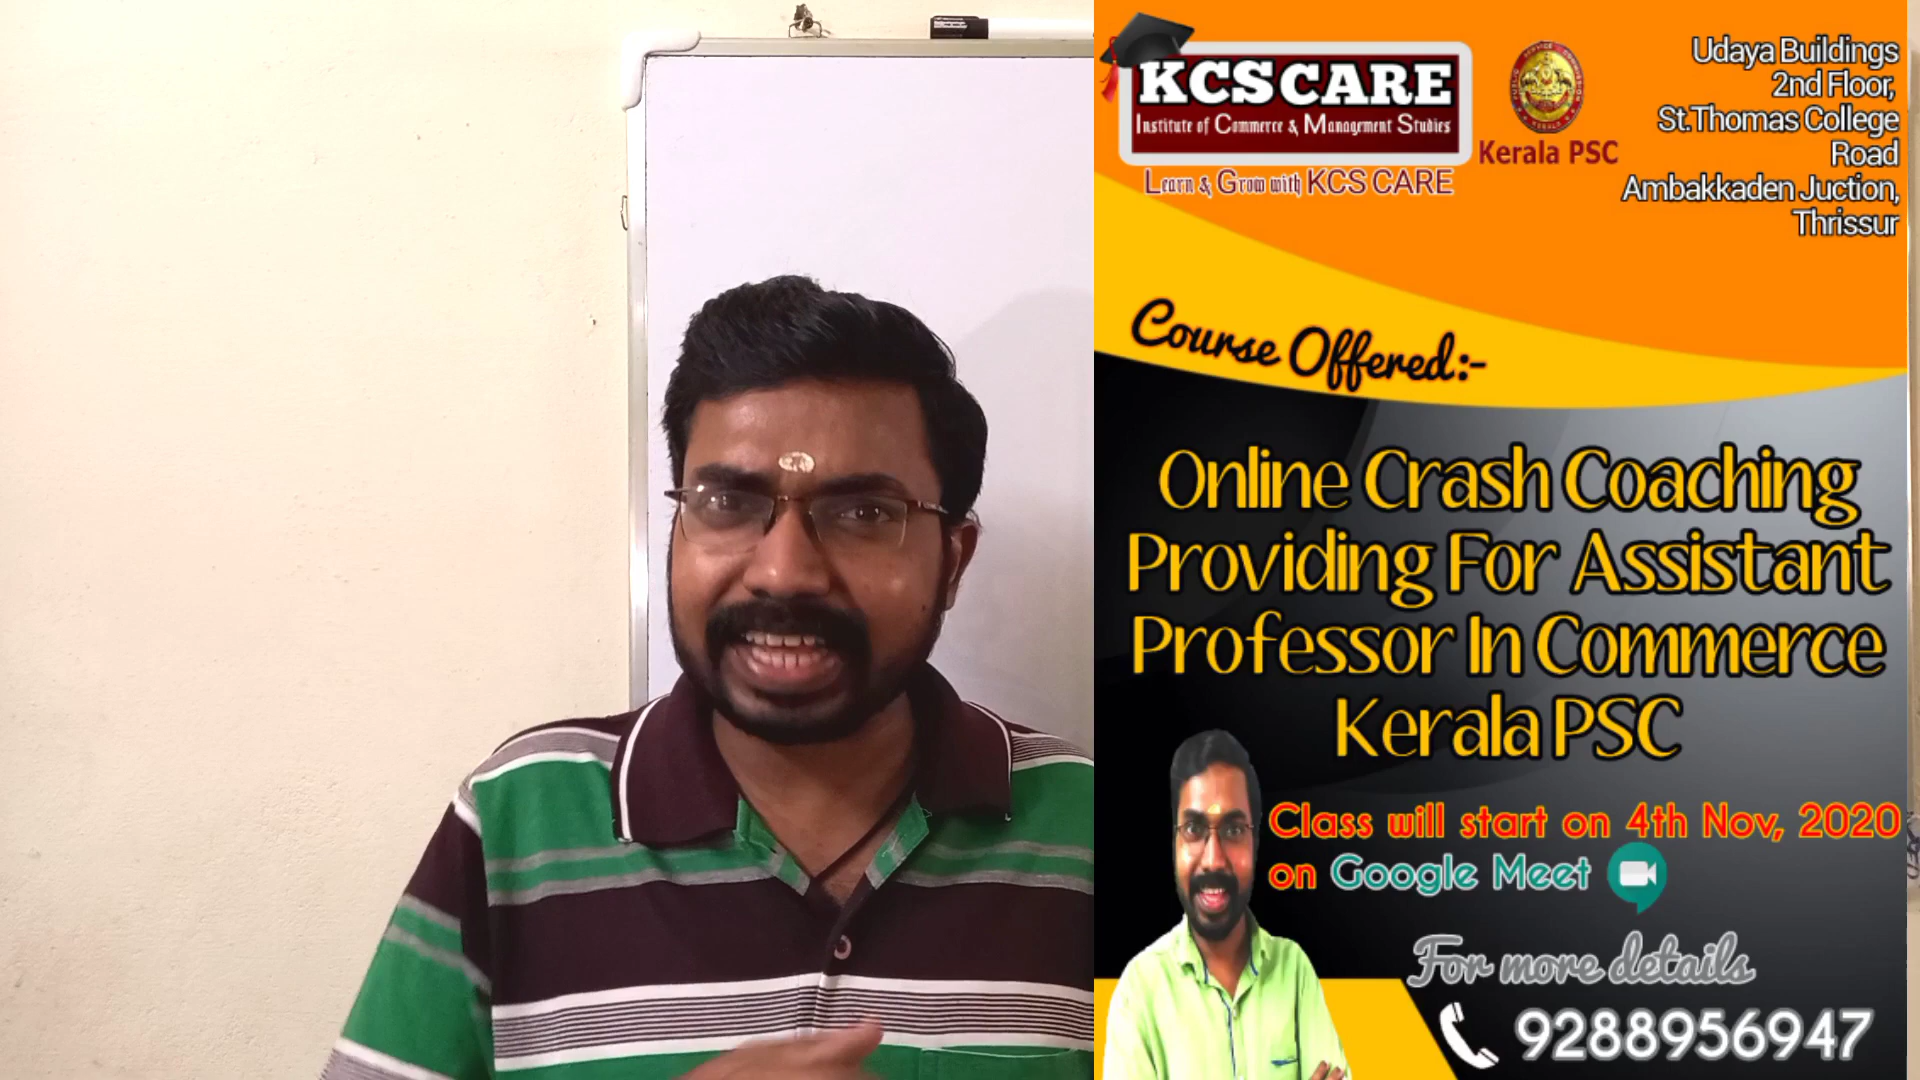 KCS CARE
Institute of Commerce & Management Studies
Learn & Grow with KCS CARE
Kerala PSC
Udaya Buildings
2nd Floor,
St.Thomas College
Road
Ambakkaden Juction,
Thrissur
Course Offered:-
Online Crash Coaching
Providing For Assistant
Professor In Commerce
Kerala PSC
Class will start on 4th Nov, 2020
on Google Meet
For more details
9288956947